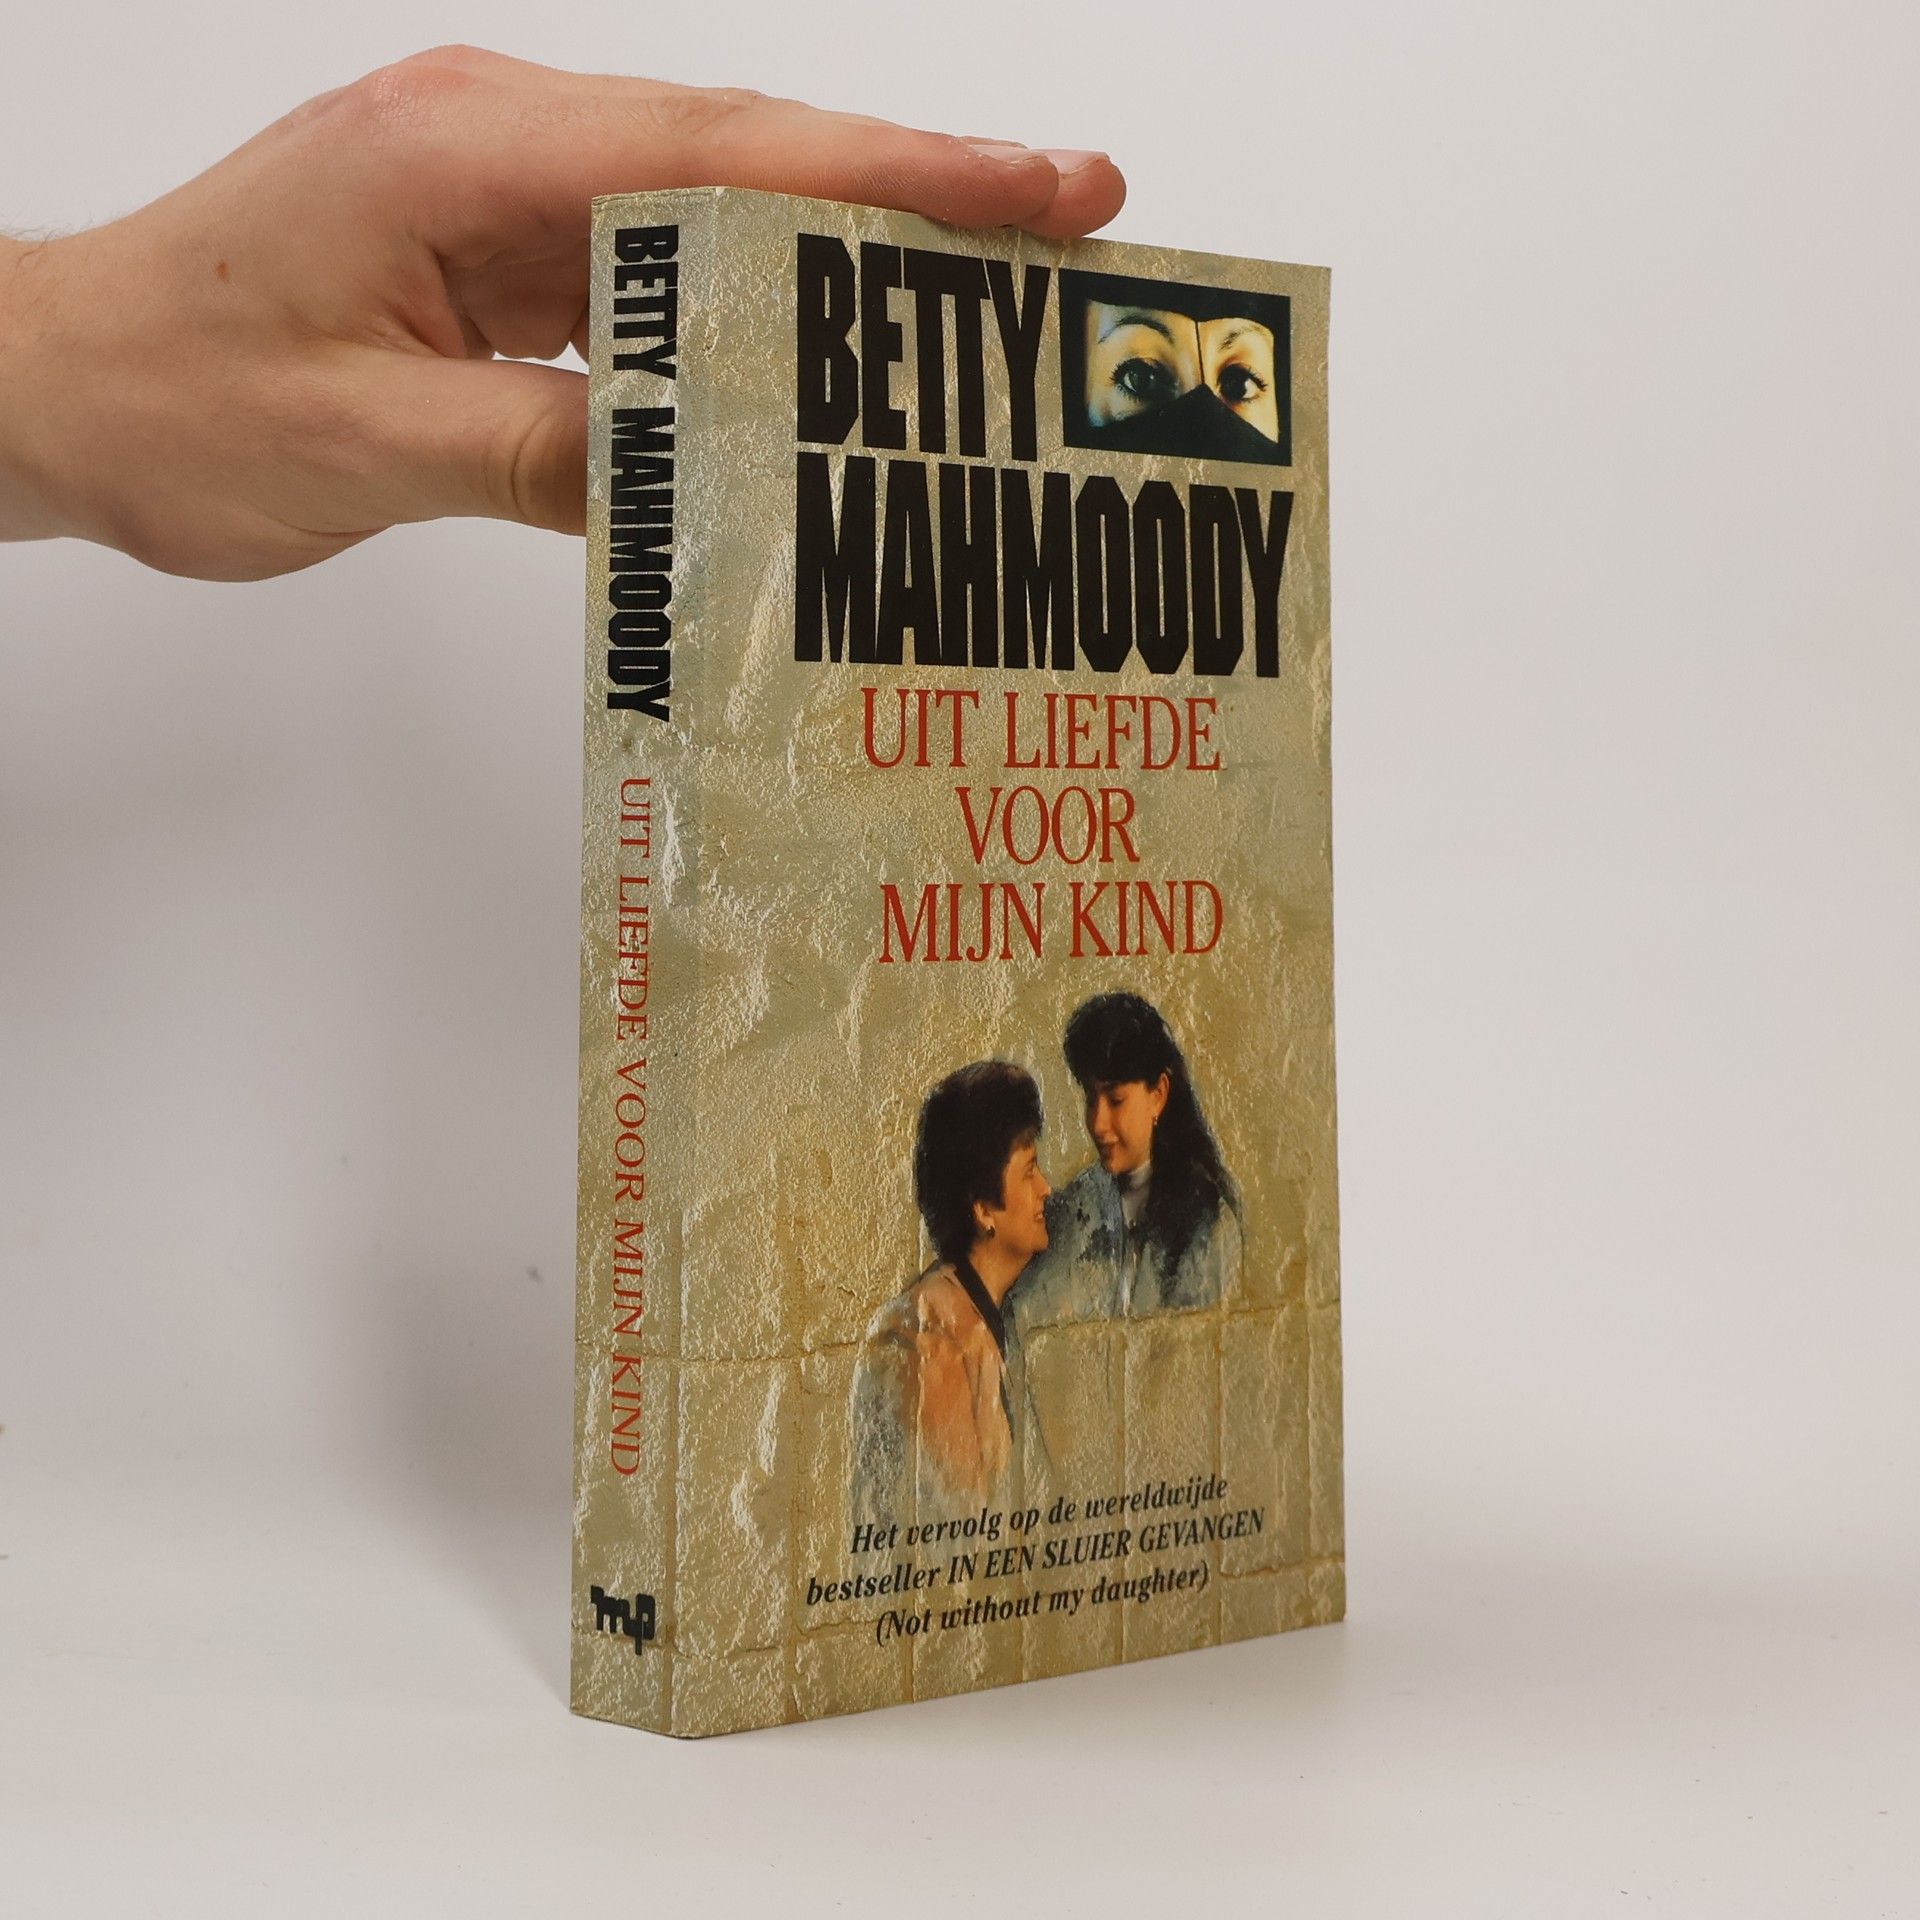 BETTY MAHMOODY UIT LIEFDE VOOR MIJN KIND
mp
BETTY
MAHMOODY
UIT LIEFDE
VOOR
MIJN KIND
Het vervolg op de wereldwijde
bestseller IN EEN SLUIER GEVANGEN
(Not without my daughter)